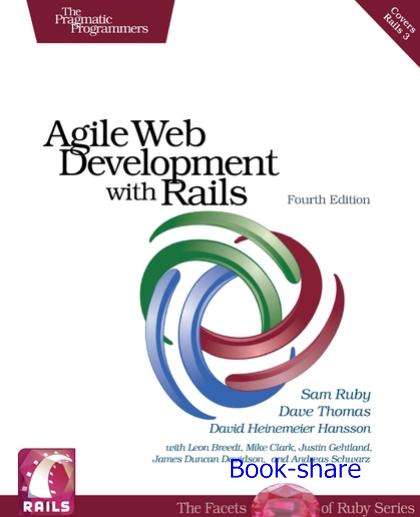 The
Pragmatic
Programmers
Covers
Rails 3
Agile Web
Development
with Rails
Fourth Edition
Sam Ruby
Dave Thomas
David Heinemeier Hansson
with Leon Breedt, Mike Clark, Justin Gehtland,
James Duncan Davidson, and Andreas Schwarz
Book-share
RAILS
The Facets of Ruby Series